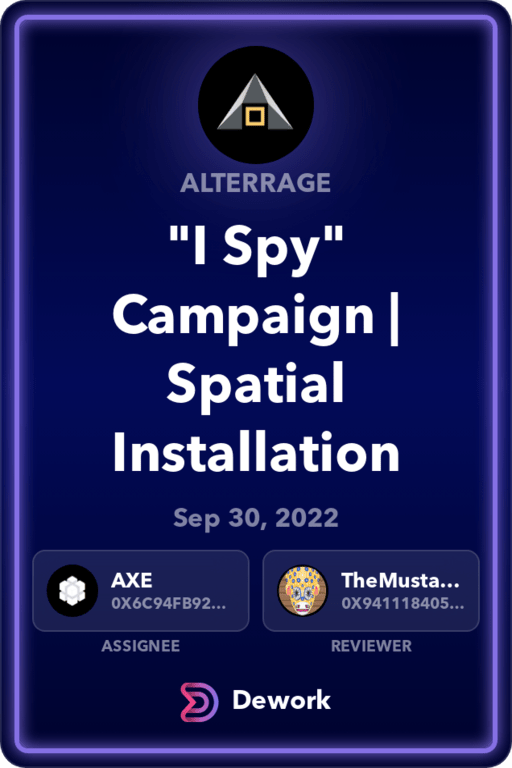 ALTERRAGE
"I Spy"
Campaign |
Spatial
Installation
Sep 30, 2022
AXE
0X6C94FB92...
ASSIGNEE
TheMusta...
0X941118405...
REVIEWER
Dework